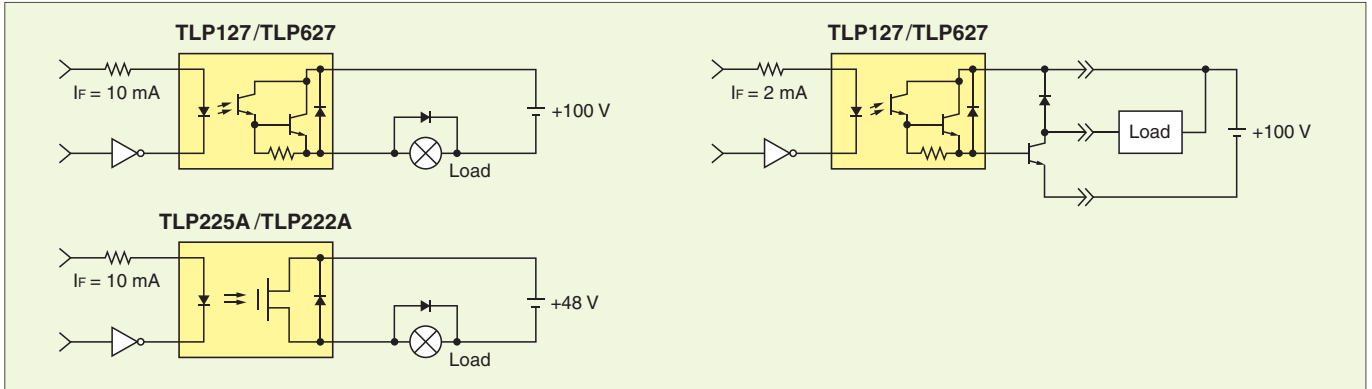 TLP127/TLP627
IF = 10 mA
+100 V
Load
TLP127/TLP627
IF = 2 mA
Load
+100 V
TLP225A/TLP222A
IF = 10 mA
+48 V
Load